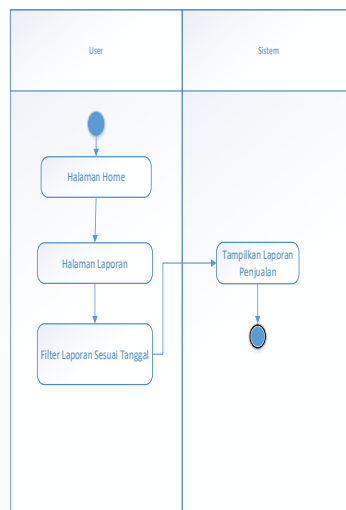 User
Sistem
Halaman Home
Halaman Laporan
Tampilkan Laporan
Penjualan
Filter Laporan Sesuai Tanggal